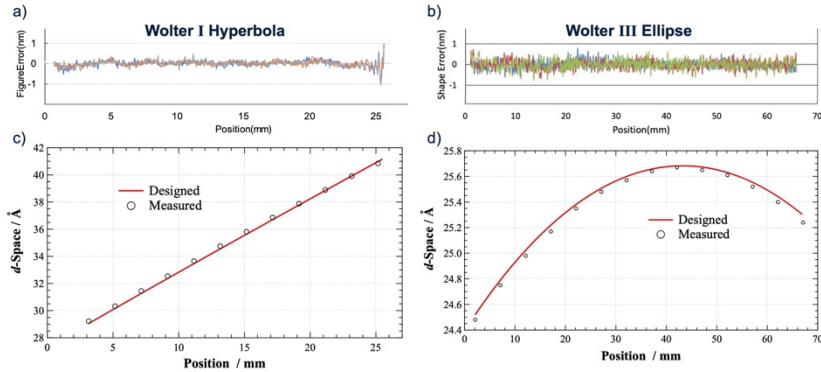 a)
Wolter I Hyperbola
FigureError(nm)
1
0
-1
0
5
10
15
20
25
Position(mm)
b)
Wolter III Ellipse
Shape Error(nm)
1
0
-1
0
10
20
30
40
50
60
70
Position(mm)
c)
d-Space / Å
42
40
38
36
34
32
30
28
Designed
Measured
0
5
10
15
20
25
Position / mm
d)
d-Space / Å
25.8
25.6
25.4
25.2
25.0
24.8
24.6
24.4
Designed
Measured
0
10
20
30
40
50
60
70
Position / mm